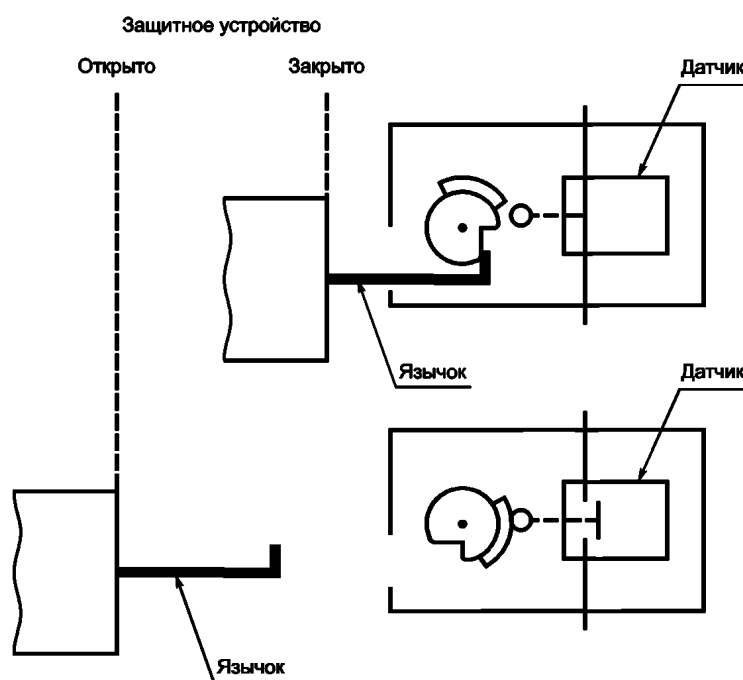 Защитное устройство
Открыто
Закрыто
Датчик
Язычок
Датчик
Язычок